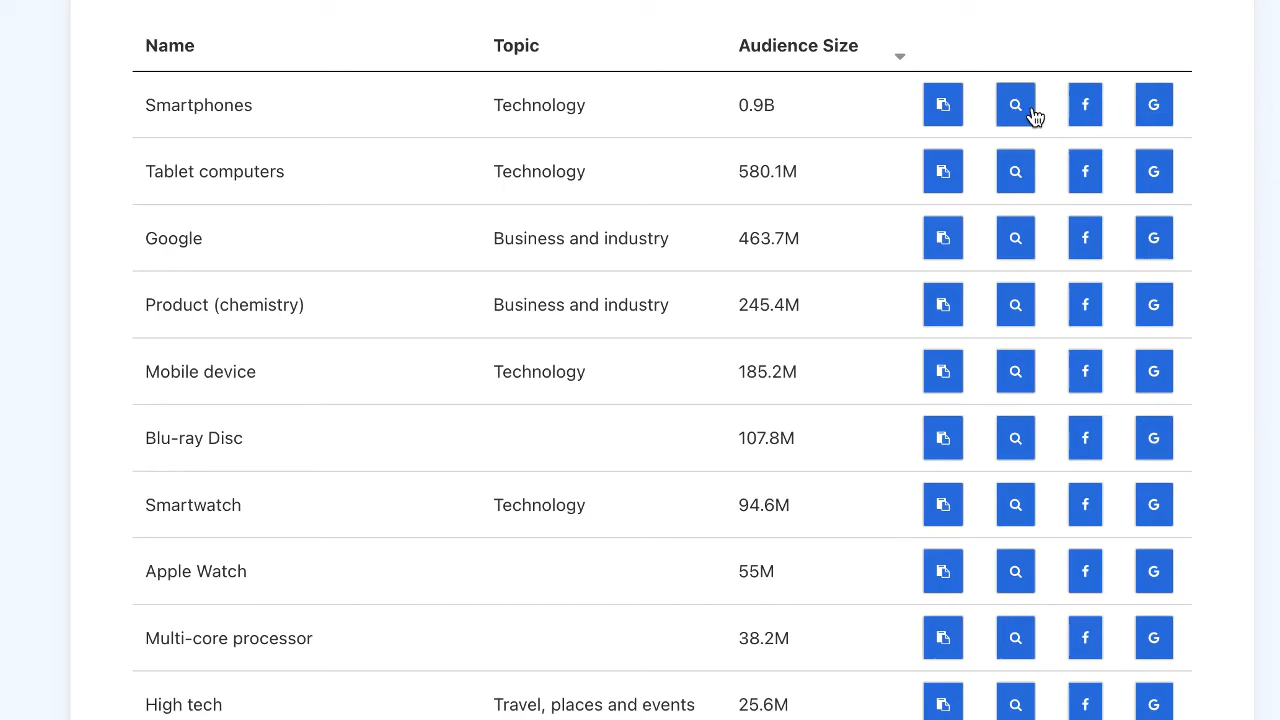 Name Topic Audience Size
Smartphones Technology 0.9B f G
Tablet computers Technology 580.1M f G
Google Business and industry 463.7M f G
Product (chemistry) Business and industry 245.4M f G
Mobile device Technology 185.2M f G
Blu-ray Disc 107.8M f G
Smartwatch Technology 94.6M f G
Apple Watch 55M f G
Multi-core processor 38.2M f G
High tech Travel, places and events 25.6M f G